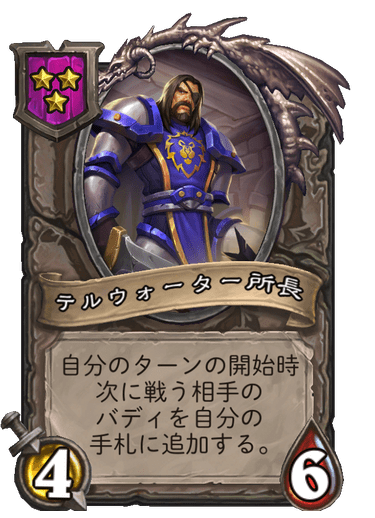 テルウォーター所長
自分のターンの開始時
次に戦う相手の
バディを自分の
手札に追加する。
4
6